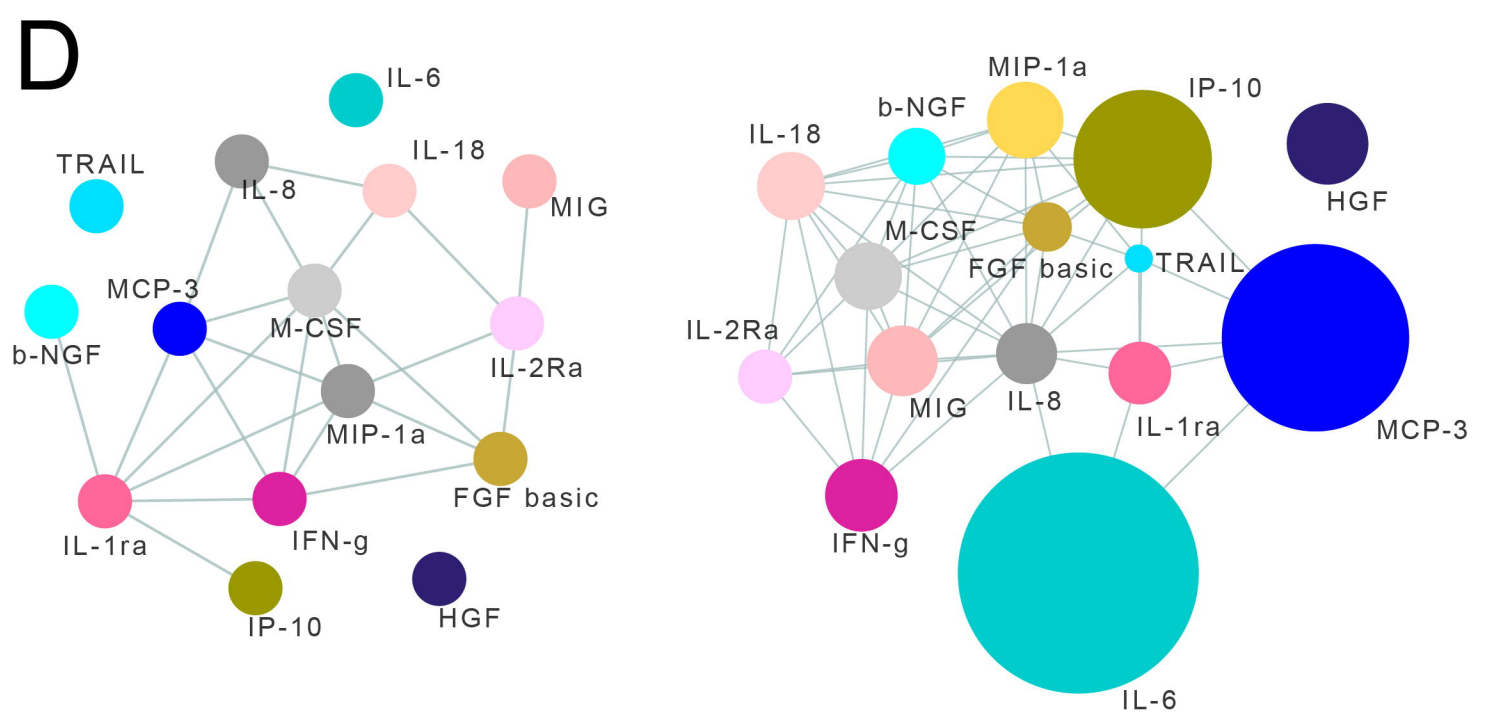 D
IL-6
IL-18
TRAIL
IL-8
MIG
MCP-3
M-CSF
b-NGF
IL-2Ra
MIP-1a
FGF basic
IL-1ra
IFN-g
HGF
IP-10
MIP-1a
IP-10
b-NGF
IL-18
HGF
M-CSF
FGF basic
TRAIL
IL-2Ra
MIG
IL-8
IL-1ra
MCP-3
IFN-g
IL-6